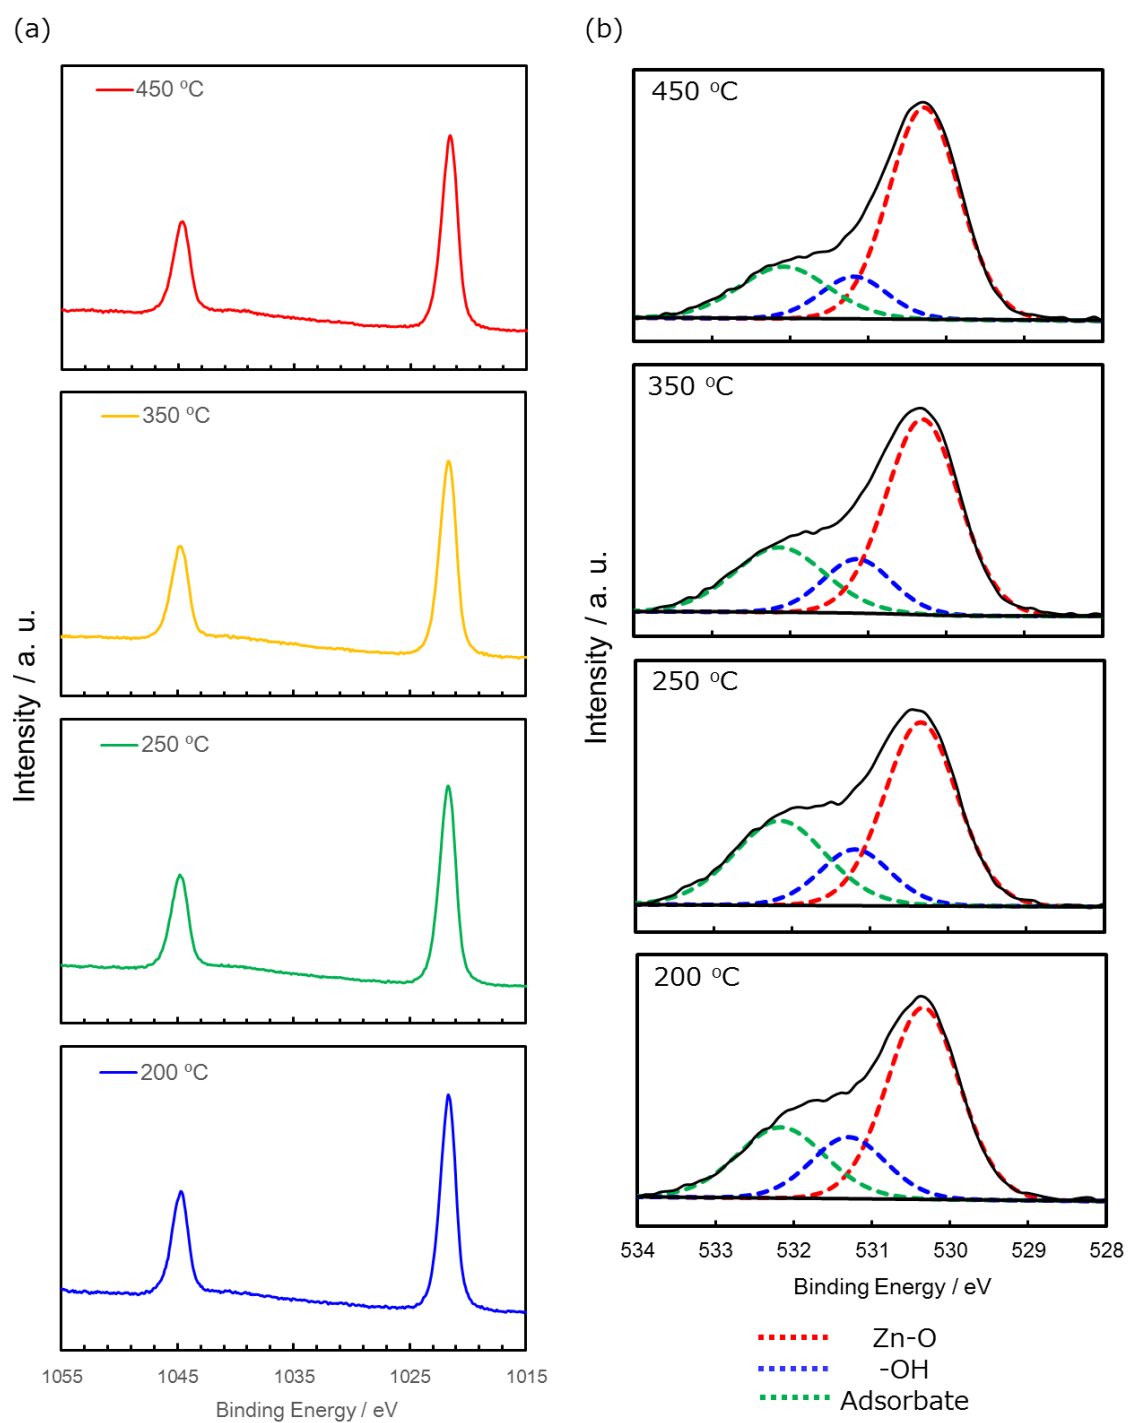 (a)
450 °C
350 °C
250 °C
200 °C
Intensity / a. u.
1055 1045 1035 1025 1015
Binding Energy / eV
(b)
450 °C
350 °C
250 °C
200 °C
Intensity / a. u.
534 533 532 531 530 529 528
Binding Energy / eV
Zn-O
-OH
Adsorbate